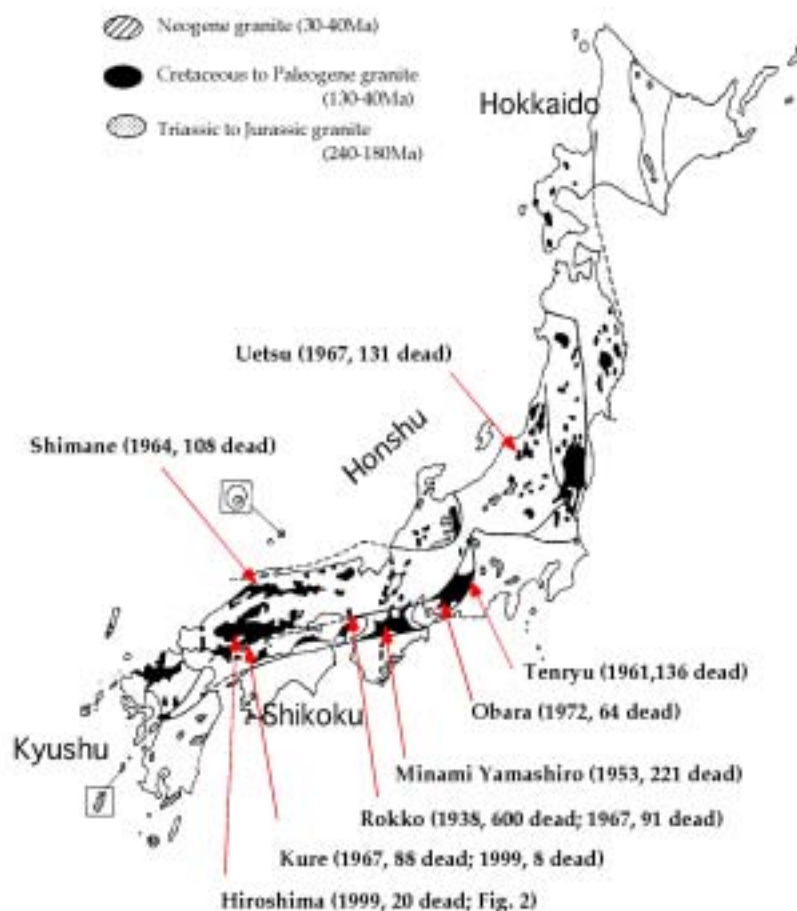 Neogene granite (30-40Ma)
Cretaceous to Paleogene granite
(130-40Ma)
Triassic to Jurassic granite
(240-180Ma)
Hokkaido
Uetsu (1967, 131 dead)
Honshu
Shimane (1964, 108 dead)
Tenryu (1961,136 dead)
Obara (1972, 64 dead)
Shikoku
Kyushu
Minami Yamashiro (1953, 221 dead)
Rokko (1938, 600 dead; 1967, 91 dead)
Kure (1967, 88 dead; 1999, 8 dead)
Hiroshima (1999, 20 dead; Fig. 2)